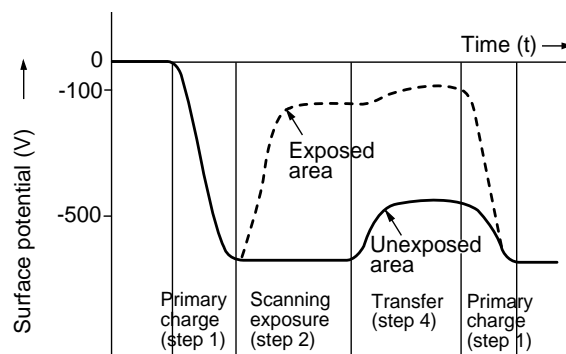 Surface potential (V)
0
-100
-500
Time (t)
Exposed
area
Unexposed
area
Primary
charge
(step 1)
Scanning
exposure
(step 2)
Transfer
(step 4)
Primary
charge
(step 1)